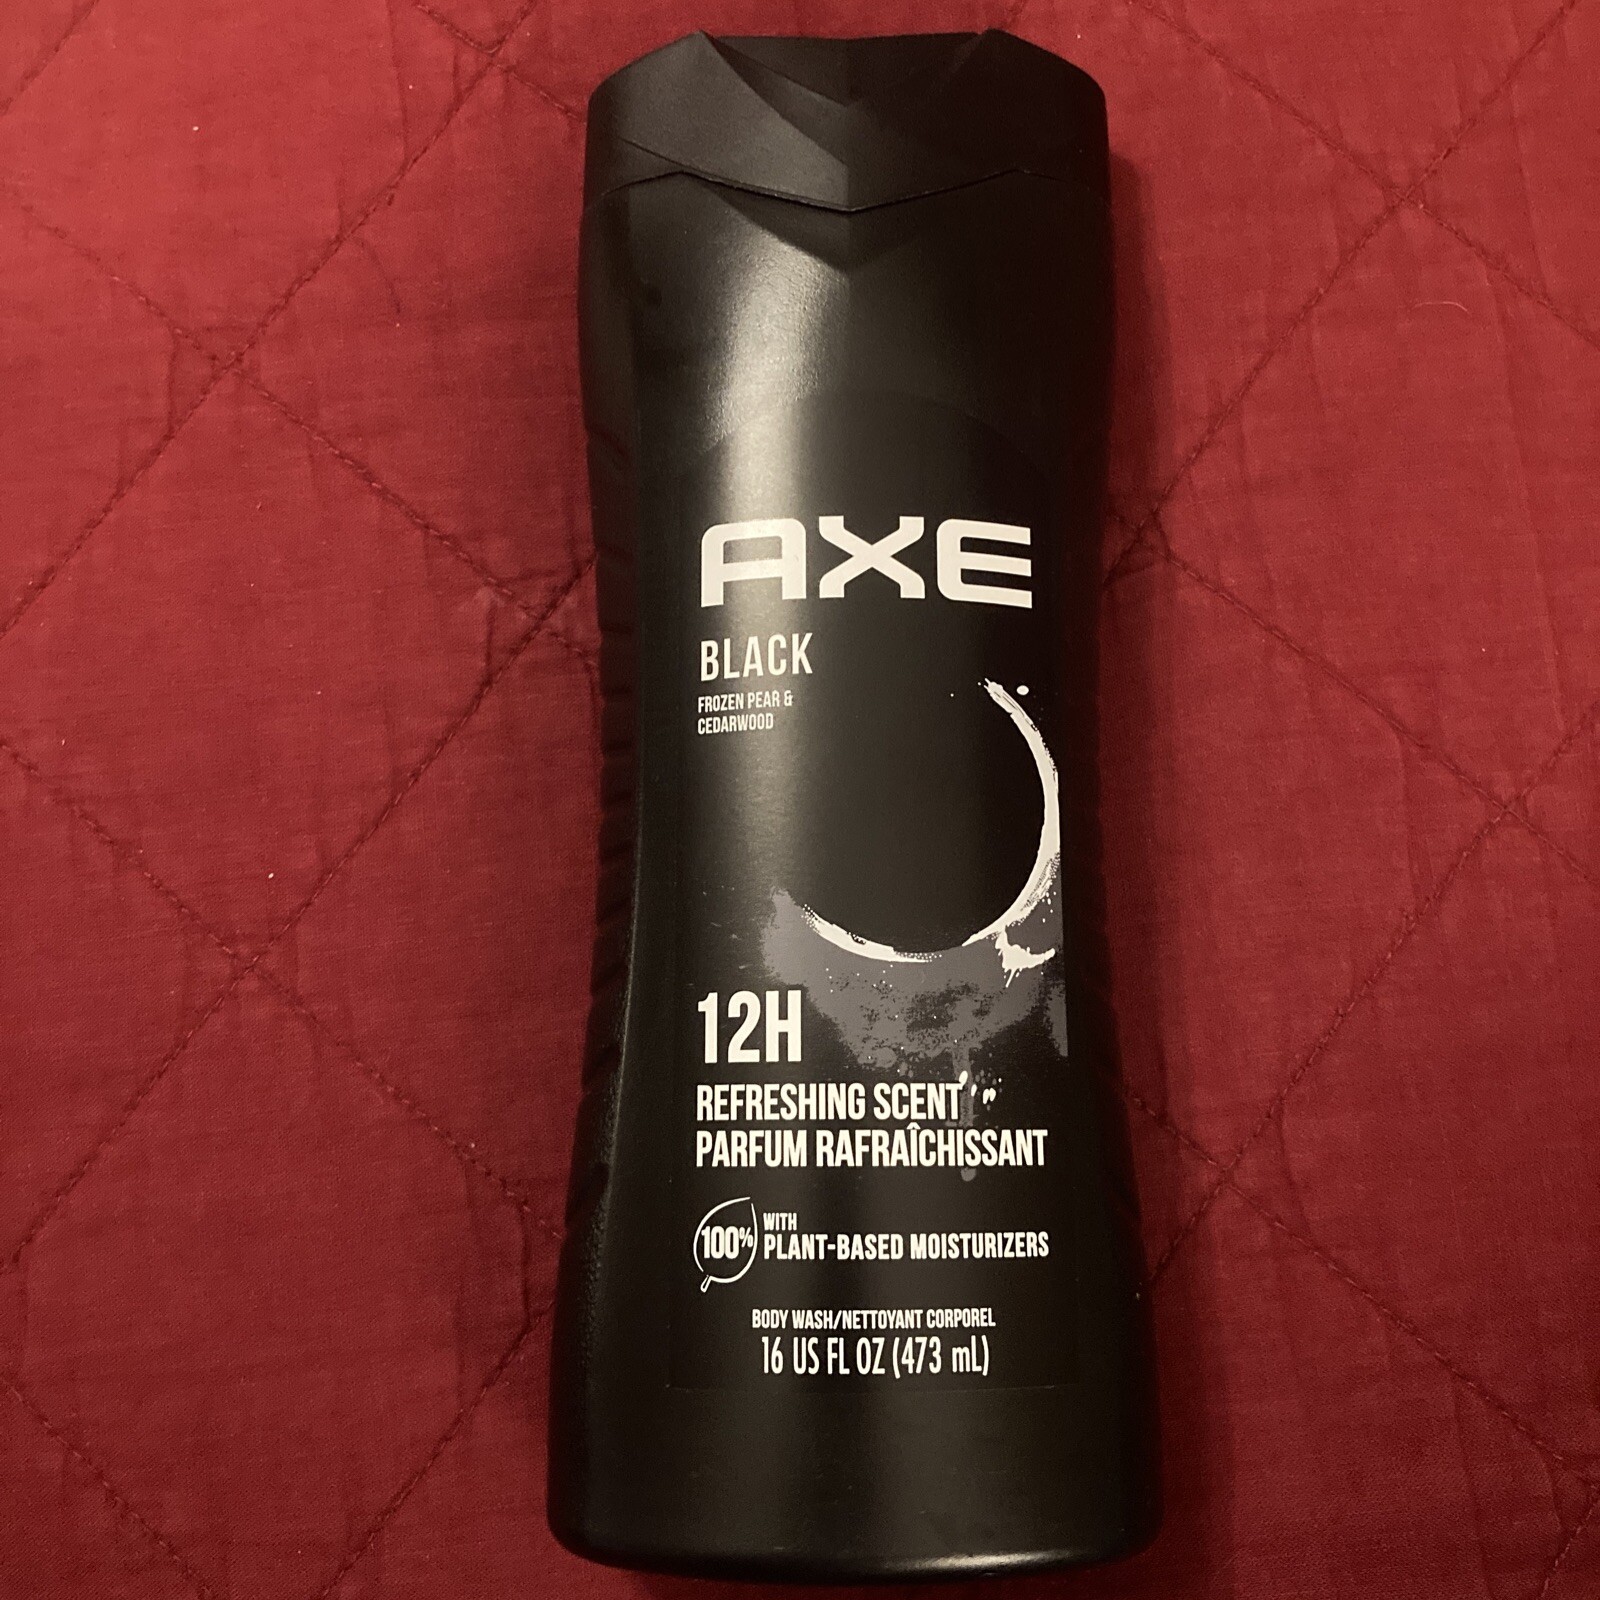 AXE
BLACK
FROZEN PEAR &
CEDARWOOD
12H
REFRESHING SCENT
PARFUM RAFRAÎCHISSANT
100%
WITH
PLANT-BASED MOISTURIZERS
BODY WASH/NETTOYANT CORPOREL
16 US FL OZ (473 mL)